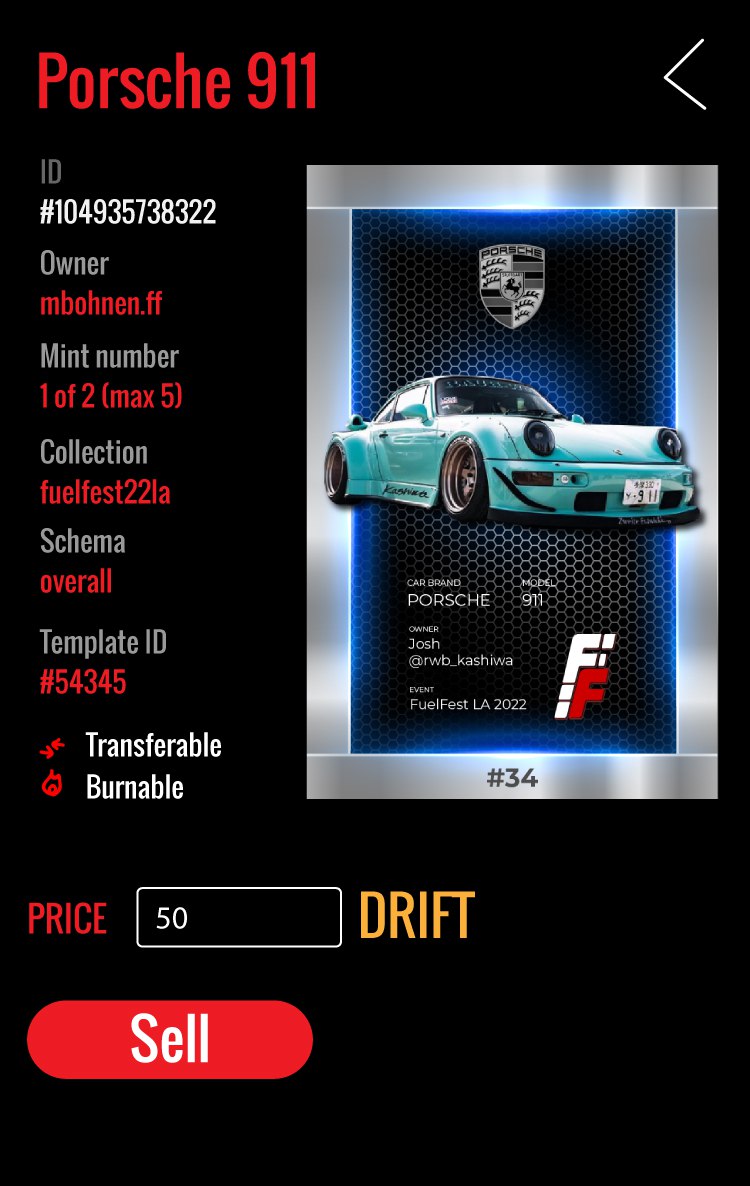 Porsche 911
ID
#104935738322
Owner
mbohnen.ff
Mint number
1 of 2 (max 5)
Collection
fuelfest22la
Schema
overall
Template ID
#54345
Transferable
Burnable
PORSCHE
Kashiwa
911
CAR BRAND
MODEL
PORSCHE
911
OWNER
Josh
@rwb_kashiwa
EVENT
FuelFest LA 2022
FF
#34
PRICE
50
DRIFT
Sell